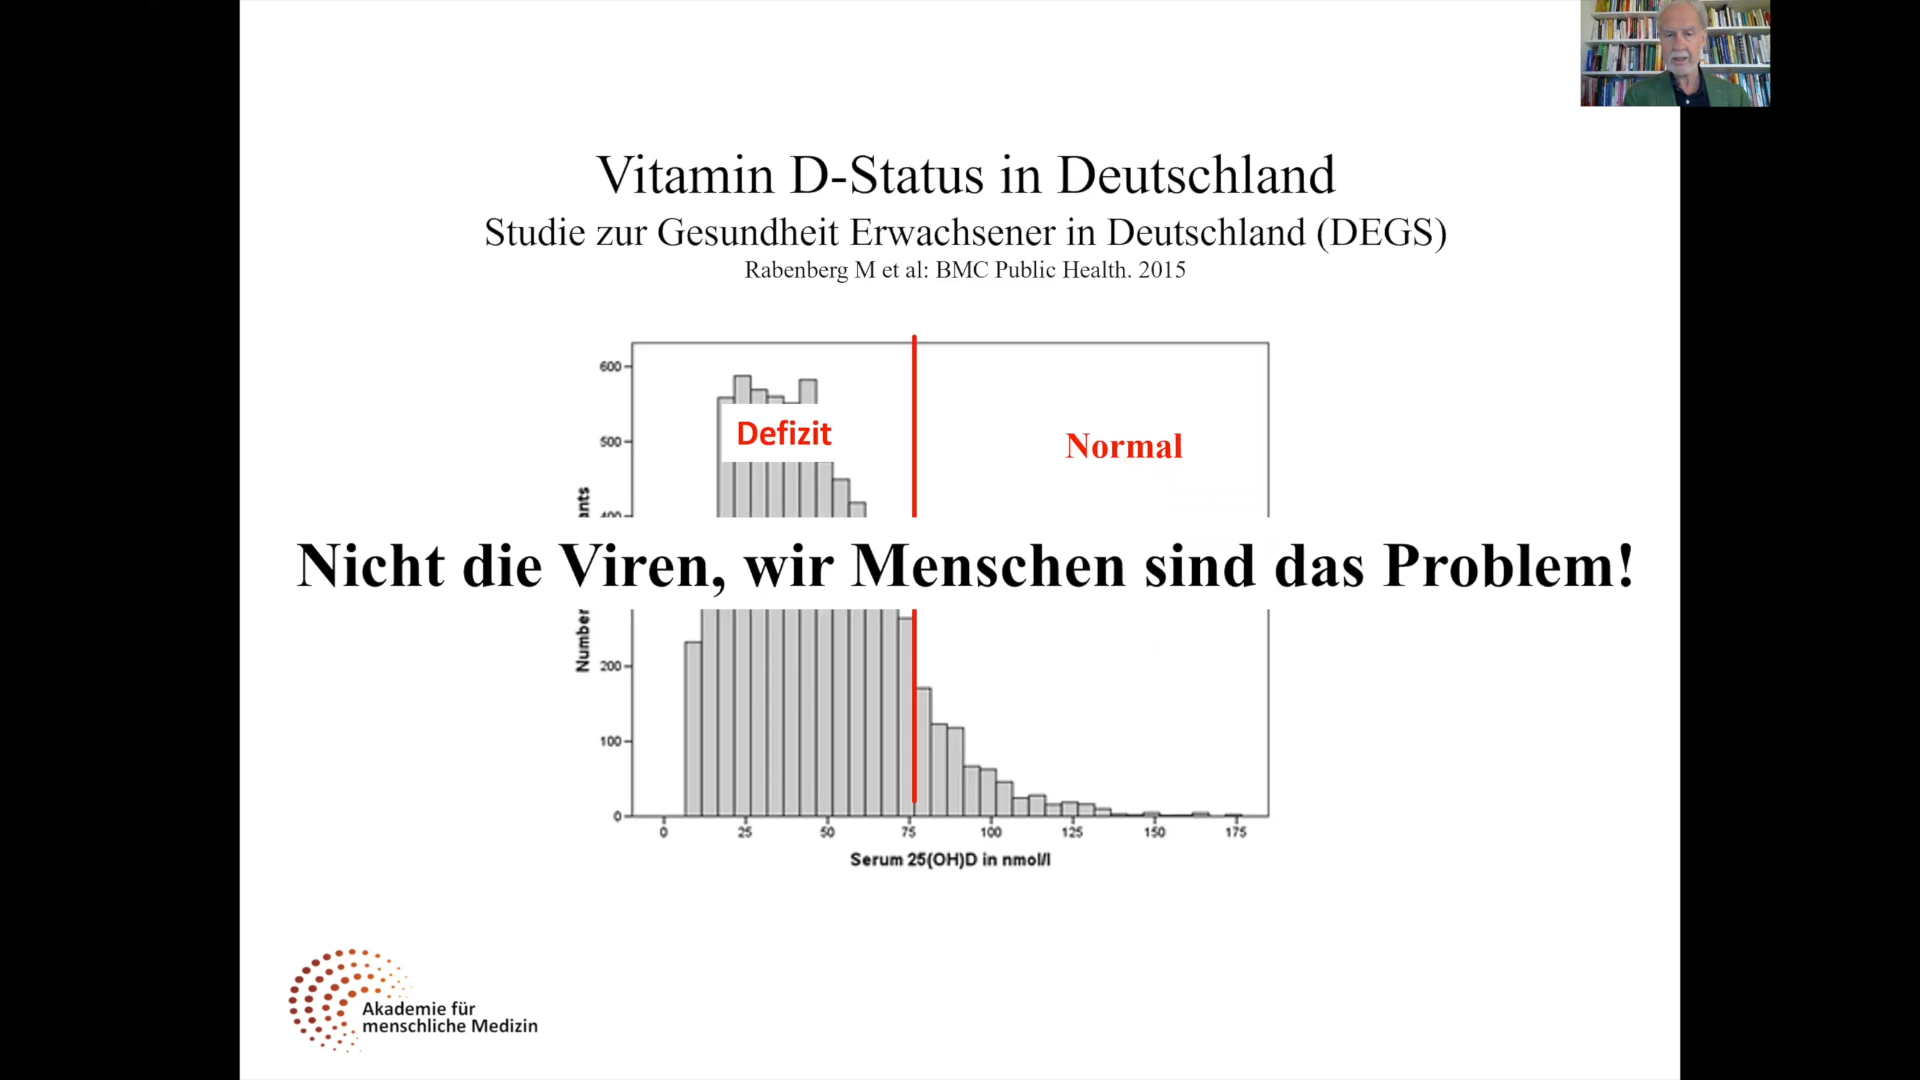 Vitamin D-Status in Deutschland
Studie zur Gesundheit Erwachsener in Deutschland (DEGS)
Rabenberg M et al: BMC Public Health. 2015
600
Defizit
Normal
500
400
ants
Nicht die Viren, wir Menschen sind das Problem!
Number
200
100
0
0 25 50 75 100 125 150 175
Serum 25(OH)D in nmol/l
Akademie für
menschliche Medizin